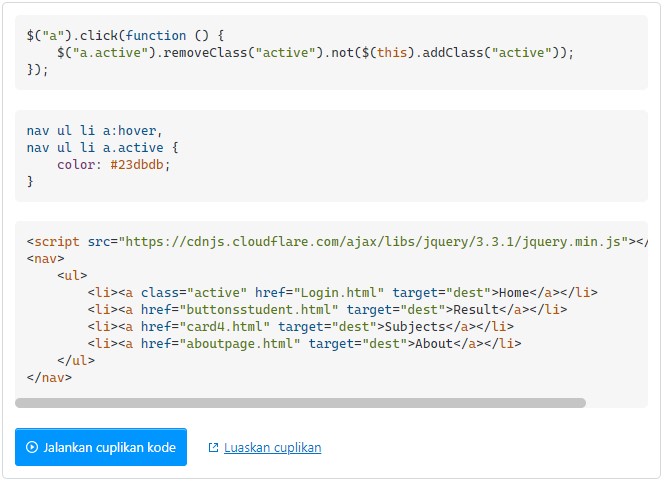 $("a").click(function () {
    $("a.active").removeClass("active").not($(this).addClass("active"));
});
nav ul li a:hover,
nav ul li a.active {
    color: #23dbdb;
}
<script src="https://cdnjs.cloudflare.com/ajax/libs/jquery/3.3.1/jquery.min.js"></
<nav>
    <ul>
        <li><a class="active" href="Login.html" target="dest">Home</a></li>
        <li><a href="buttonsstudent.html" target="dest">Result</a></li>
        <li><a href="card4.html" target="dest">Subjects</a></li>
        <li><a href="aboutpage.html" target="dest">About</a></li>
    </ul>
</nav>
Jalankan cuplikan kode Luaskan cuplikan